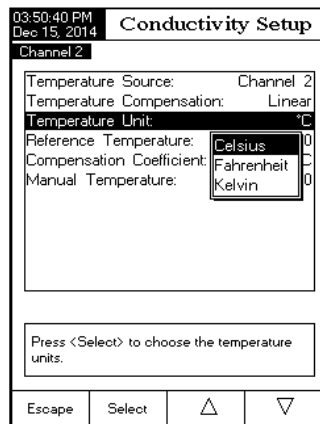 03:50:40 PM
Dec 15, 2014
Conductivity Setup
Channel 2
Temperature Source: Channel 2
Temperature Compensation: Linear
Temperature Unit: °C
Reference Temperature: 0
Compensation Coefficient: C
Manual Temperature: 0
Celsius
Fahrenheit
Kelvin
Press <Select> to choose the temperature
units.
Escape Select △ ▽